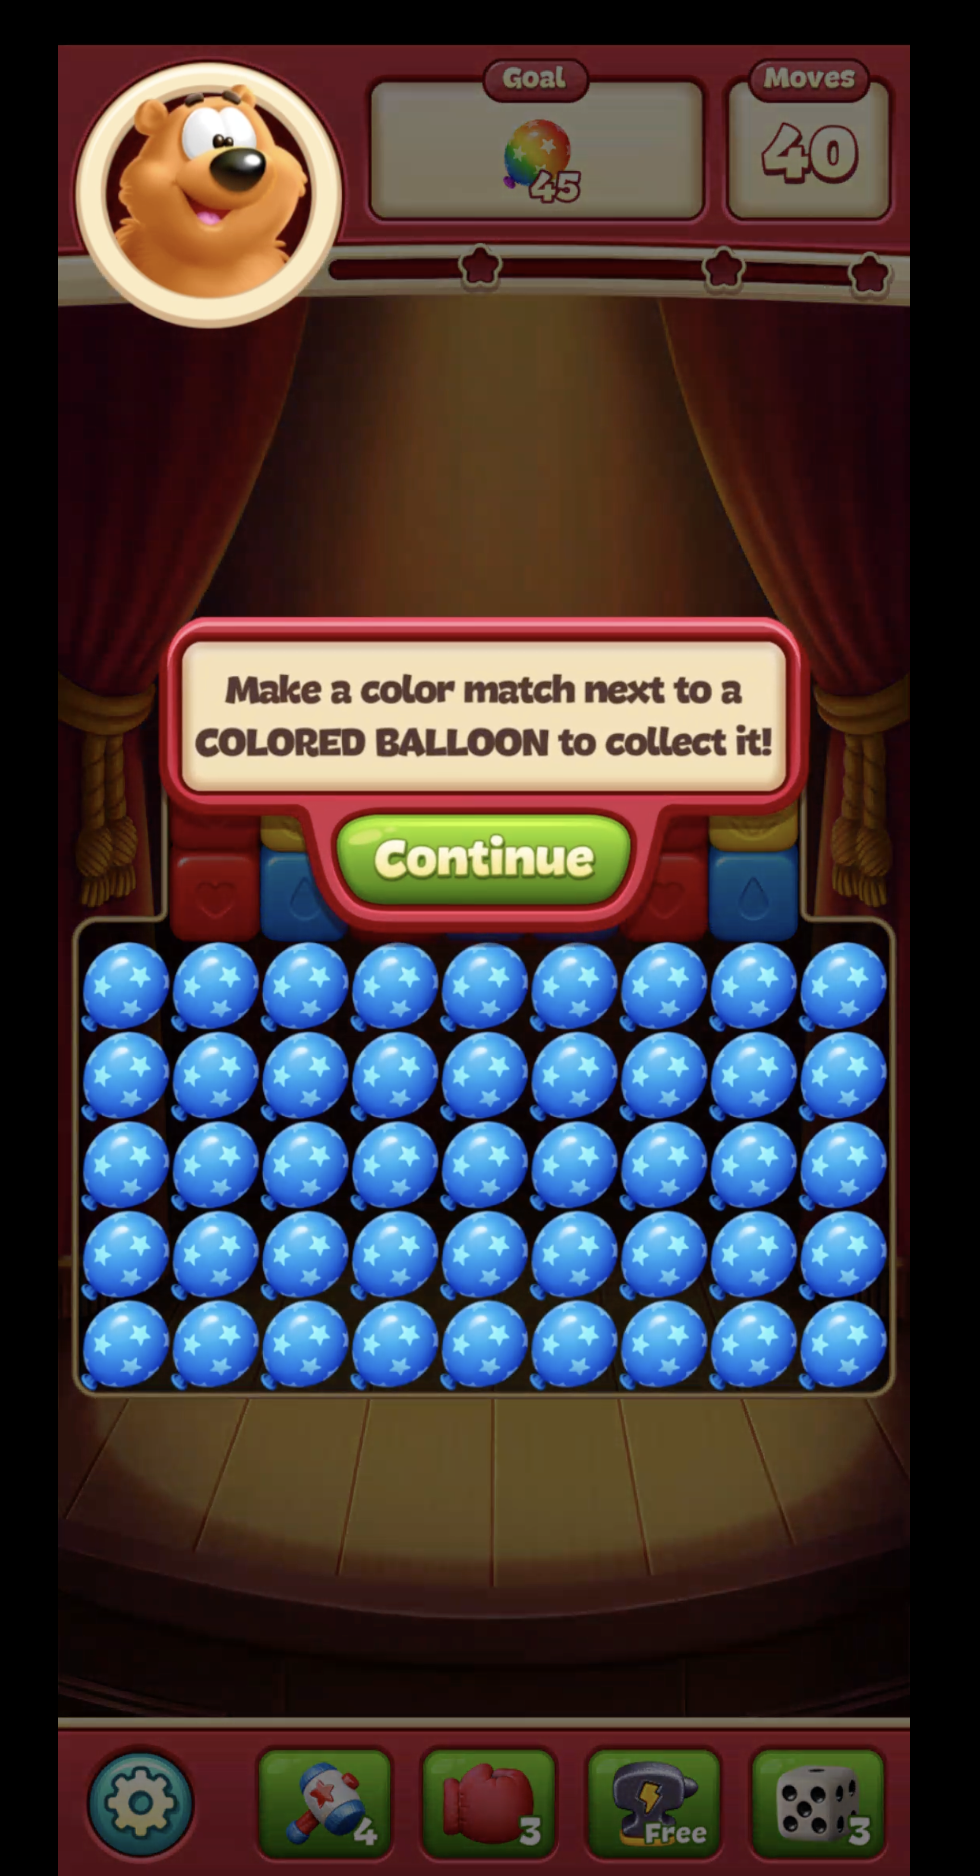 Goal
Moves
45
40
Make a color match next to a
COLORED BALLOON to collect it!
Continue
4
3
Free
3